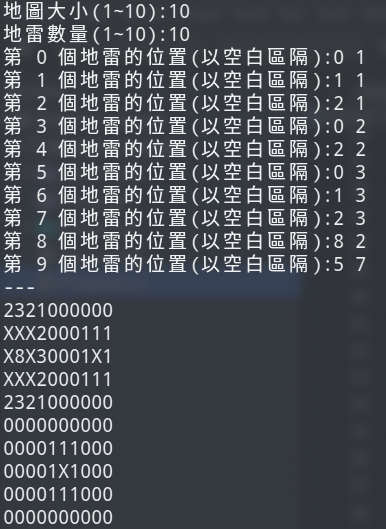 地圖大小(1~10):10
地雷數量(1~10):10
第 0 個地雷的位置(以空白區隔):0 1
第 1 個地雷的位置(以空白區隔):1 1
第 2 個地雷的位置(以空白區隔):2 1
第 3 個地雷的位置(以空白區隔):0 2
第 4 個地雷的位置(以空白區隔):2 2
第 5 個地雷的位置(以空白區隔):0 3
第 6 個地雷的位置(以空白區隔):1 3
第 7 個地雷的位置(以空白區隔):2 3
第 8 個地雷的位置(以空白區隔):8 2
第 9 個地雷的位置(以空白區隔):5 7
---
2321000000
XXX2000111
X8X30001X1
XXX2000111
2321000000
0000000000
0000111000
00001X1000
0000111000
0000000000